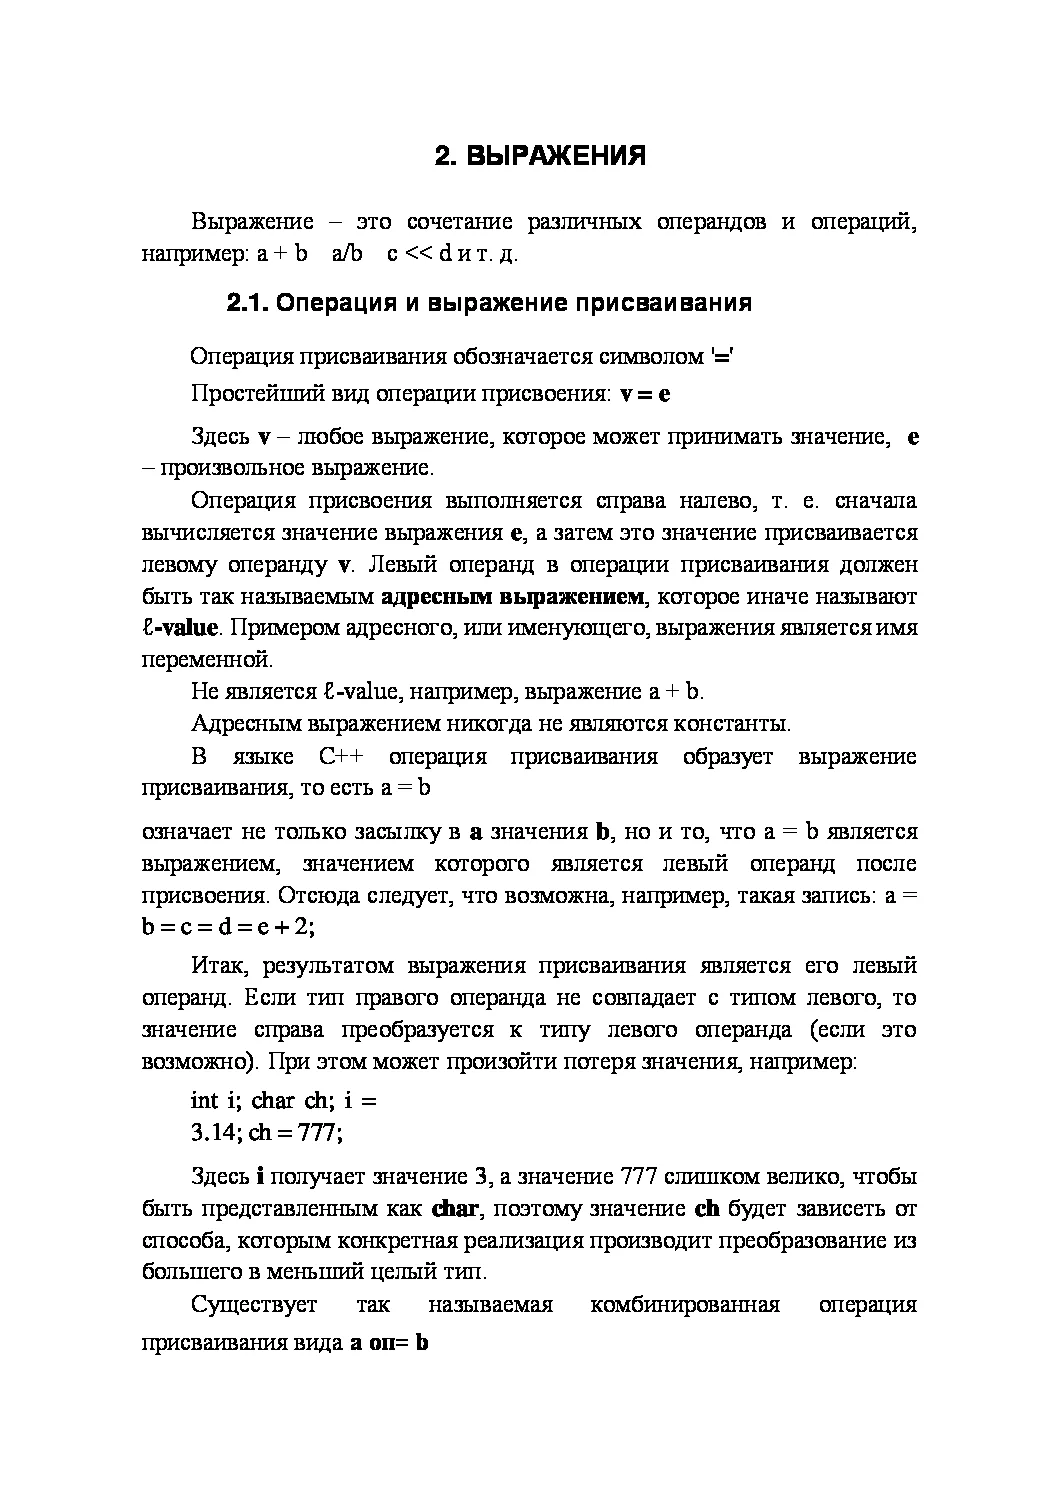 2. ВЫРАЖЕНИЯ
Выражение – это сочетание различных операндов и операций,
например: a + b a/b c << d и т. д.
2.1. Операция и выражение присваивания
Операция присваивания обозначается символом '='
Простейший вид операции присвоения: v = e
Здесь v – любое выражение, которое может принимать значение, e
– произвольное выражение.
Операция присвоения выполняется справа налево, т. е. сначала
вычисляется значение выражения e, а затем это значение присваивается
левому операнду v. Левый операнд в операции присваивания должен
быть так называемым адресным выражением, которое иначе называют
ℓ-value. Примером адресного, или именующего, выражения является имя
переменной.
Не является ℓ-value, например, выражение a + b.
Адресным выражением никогда не являются константы.
В языке C++ операция присваивания образует выражение
присваивания, то есть a = b
означает не только засылку в a значения b, но и то, что a = b является
выражением, значением которого является левый операнд после
присвоения. Отсюда следует, что возможна, например, такая запись: a =
b = c = d = e + 2;
Итак, результатом выражения присваивания является его левый
операнд. Если тип правого операнда не совпадает с типом левого, то
значение справа преобразуется к типу левого операнда (если это
возможно). При этом может произойти потеря значения, например:
int i; char ch; i =
3.14; ch = 777;
Здесь i получает значение 3, а значение 777 слишком велико, чтобы
быть представленным как char, поэтому значение ch будет зависеть от
способа, которым конкретная реализация производит преобразование из
большего в меньший целый тип.
Существует так называемая комбинированная операция
присваивания вида a оп= b